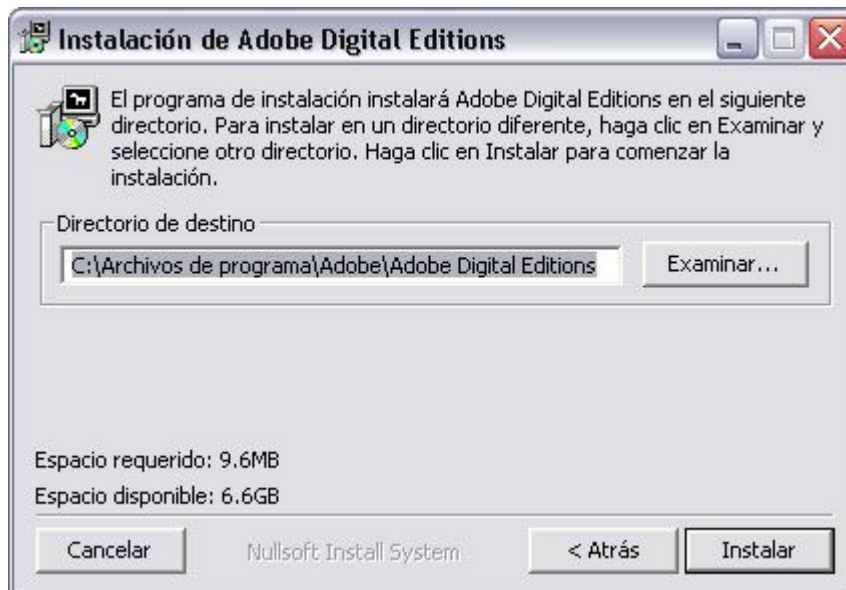 Instalación de Adobe Digital Editions
El programa de instalación instalará Adobe Digital Editions en el siguiente
directorio. Para instalar en un directorio diferente, haga clic en Examinar y
seleccione otro directorio. Haga clic en Instalar para comenzar la
instalación.
Directorio de destino
C:\Archivos de programa\Adobe\Adobe Digital Editions
Examinar...
Espacio requerido: 9.6MB
Espacio disponible: 6.6GB
Cancelar
Nullsoft Install System
< Atrás
Instalar